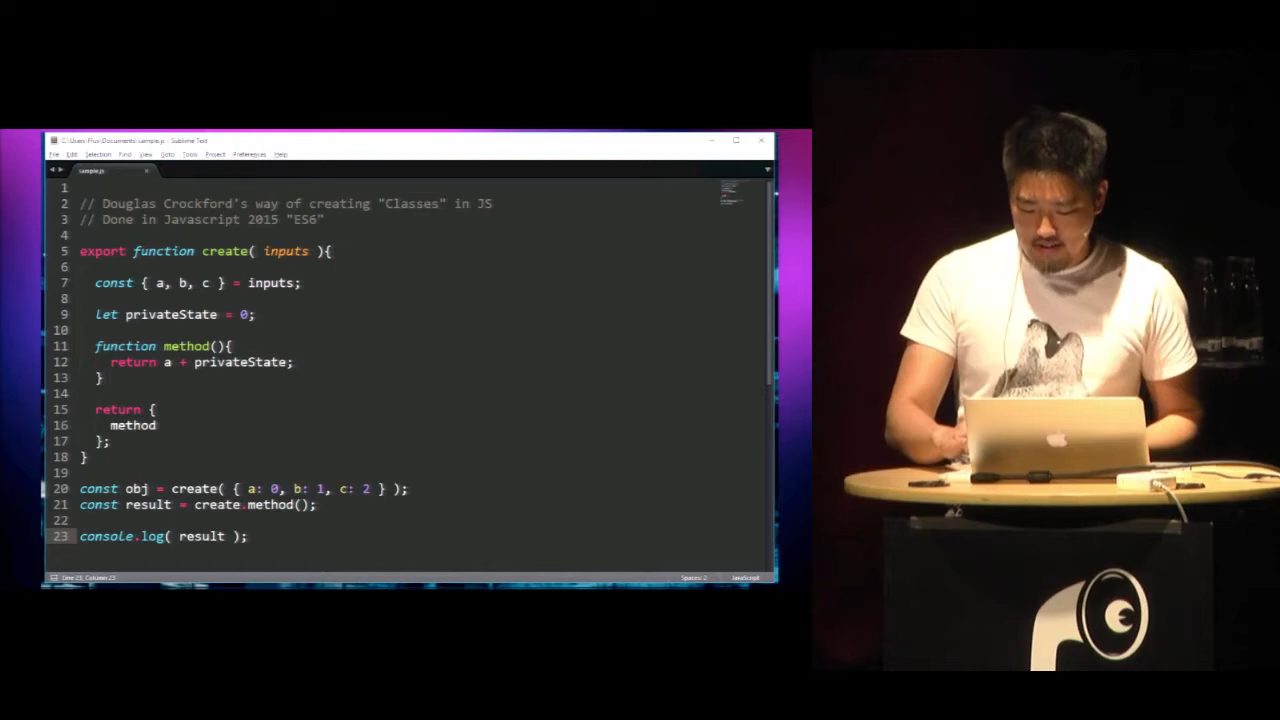 C:\Users\Flux\Documents\sample.js - Sublime Text
File Edit Selection Find View Goto Tools Project Preferences Help
sample.js
1
2 // Douglas Crockford's way of creating "Classes" in JS
3 // Done in Javascript 2015 "ES6"
4
5 export function create( inputs ){
6
7 const { a, b, c } = inputs;
8
9 let privateState = 0;
10
11 function method(){
12 return a + privateState;
13 }
14
15 return {
16 method
17 };
18 }
19
20 const obj = create( { a: 0, b: 1, c: 2 } );
21 const result = create.method();
22
23 console.log( result );
Line 23, Column 23
Spaces: 2
JavaScript